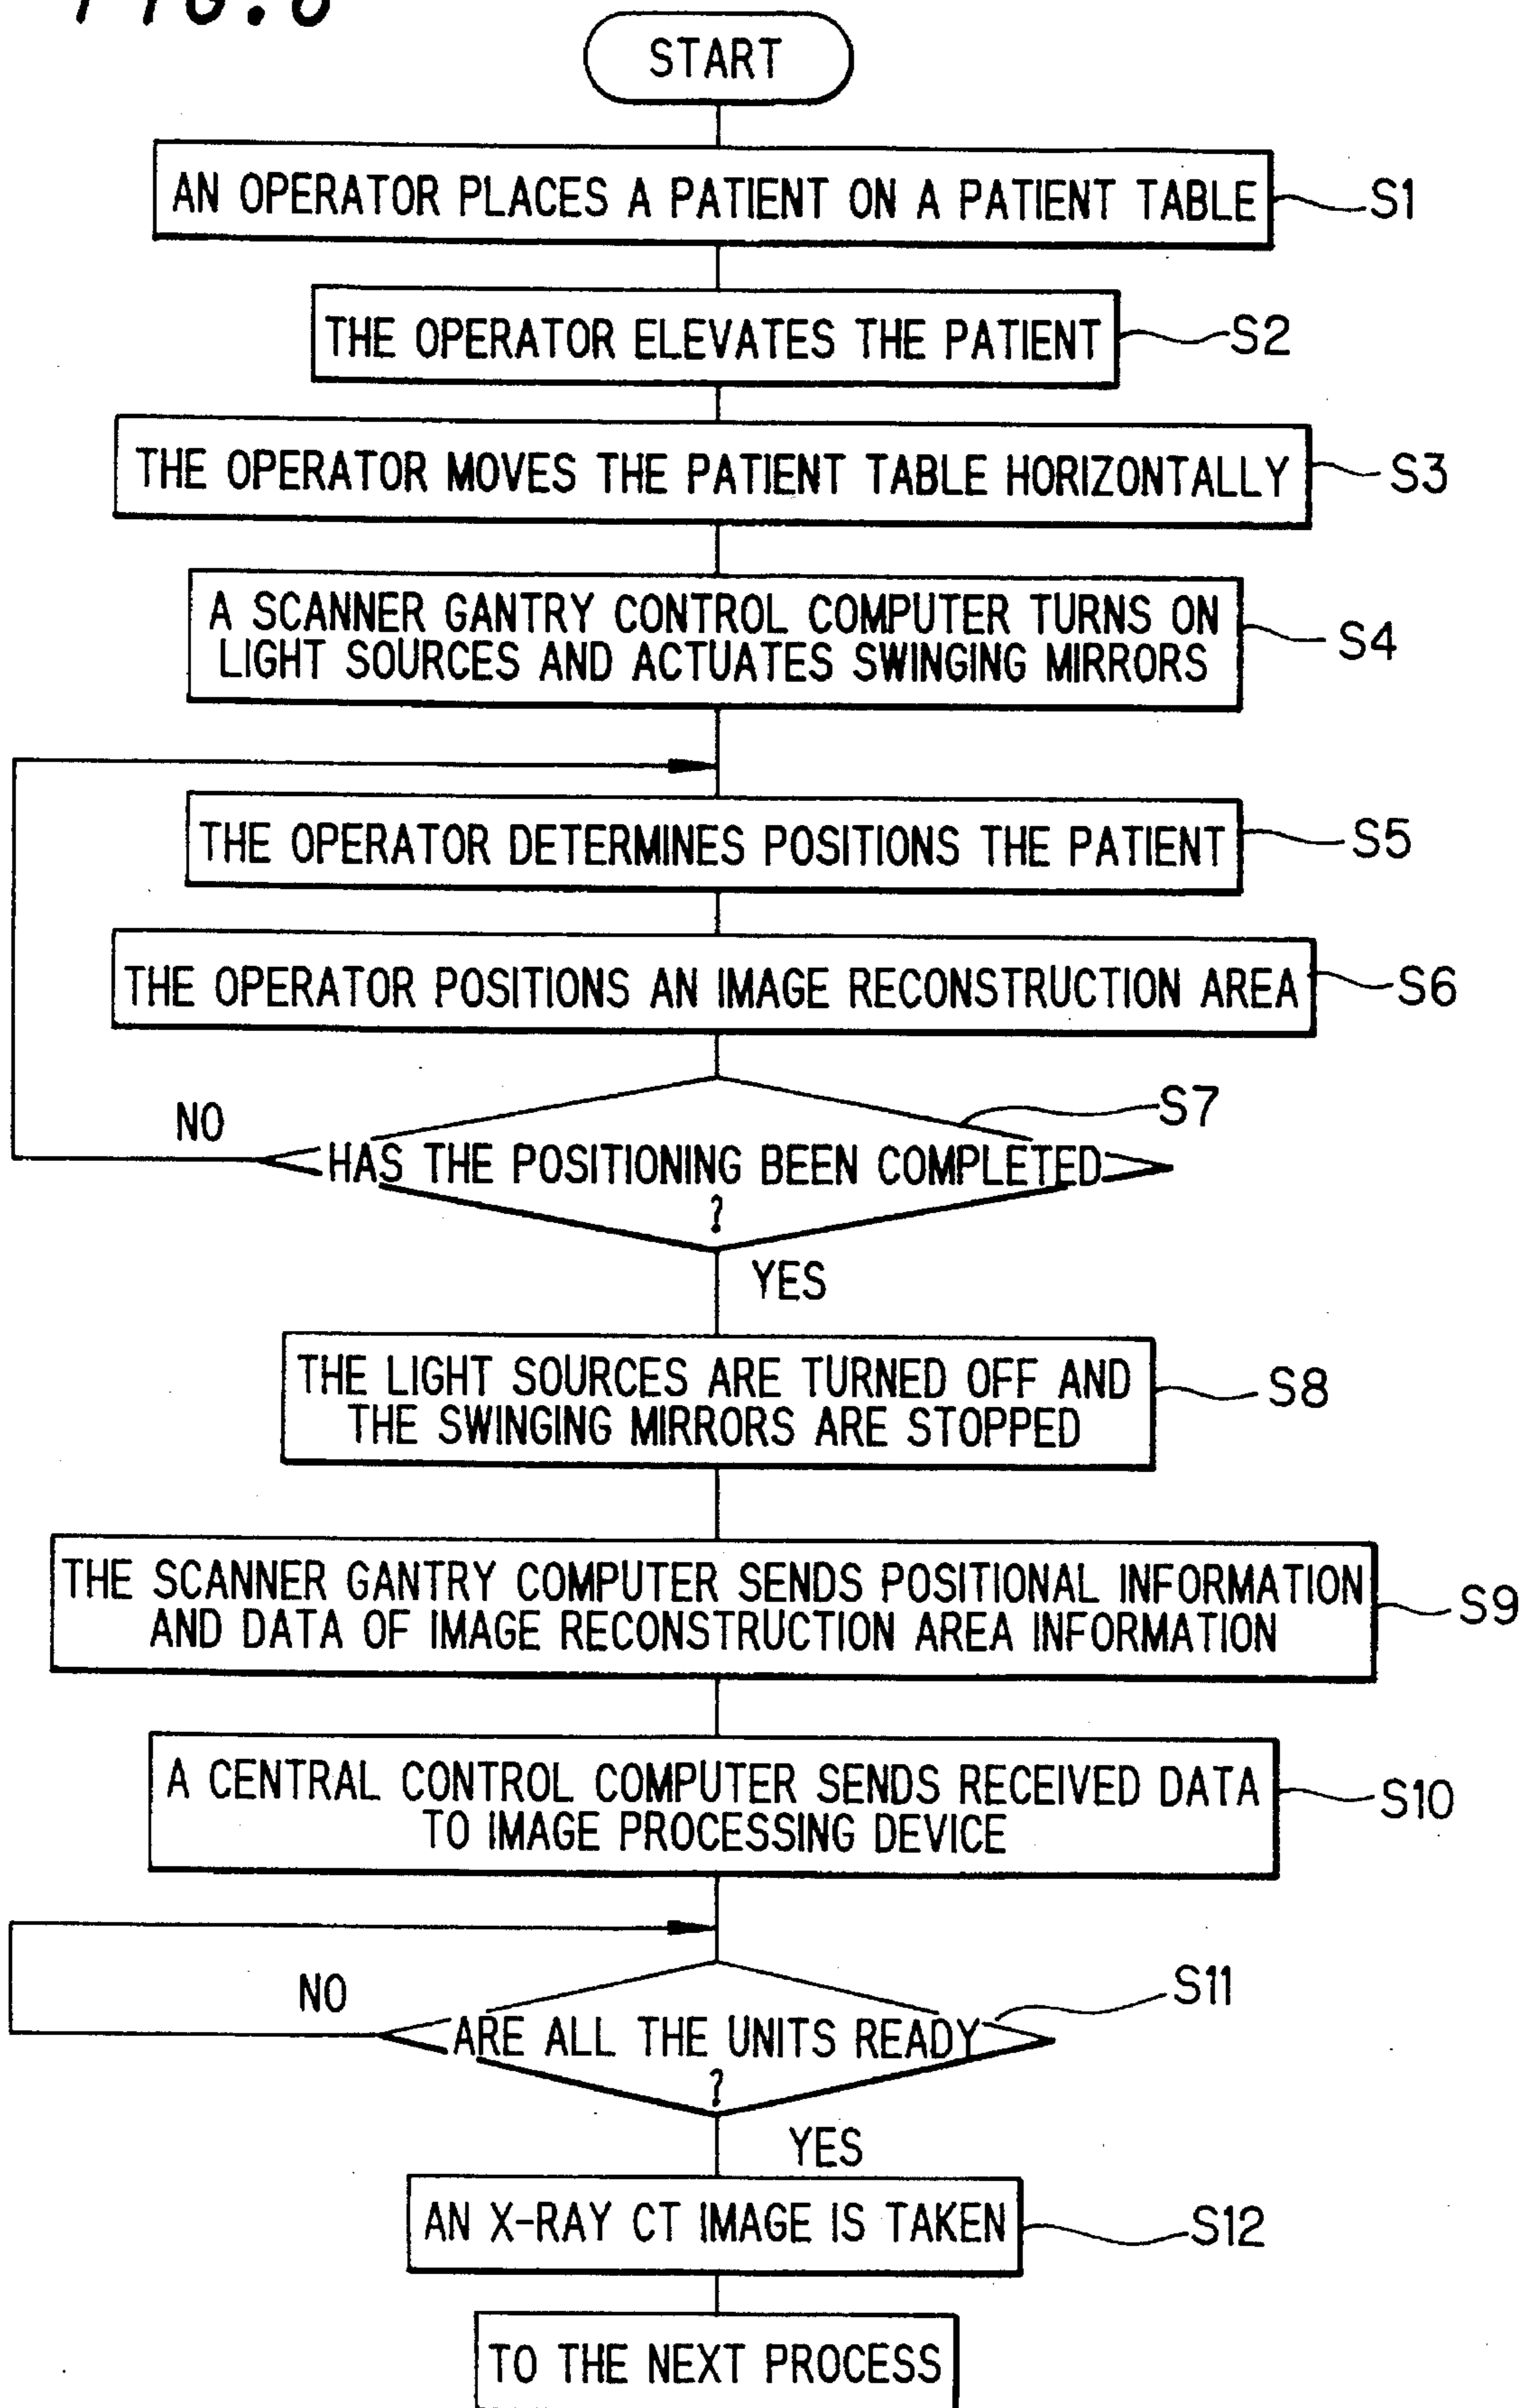 FIG. 6
START
AN OPERATOR PLACES A PATIENT ON A PATIENT TABLE
S1
THE OPERATOR ELEVATES THE PATIENT
S2
THE OPERATOR MOVES THE PATIENT TABLE HORIZONTALLY
S3
A SCANNER GANTRY CONTROL COMPUTER TURNS ON
LIGHT SOURCES AND ACTUATES SWINGING MIRRORS
S4
THE OPERATOR DETERMINES POSITIONS THE PATIENT
S5
THE OPERATOR POSITIONS AN IMAGE RECONSTRUCTION AREA
S6
S7
NO
HAS THE POSITIONING BEEN COMPLETED
?
YES
THE LIGHT SOURCES ARE TURNED OFF AND
THE SWINGING MIRRORS ARE STOPPED
S8
THE SCANNER GANTRY COMPUTER SENDS POSITIONAL INFORMATION
AND DATA OF IMAGE RECONSTRUCTION AREA INFORMATION
S9
A CENTRAL CONTROL COMPUTER SENDS RECEIVED DATA
TO IMAGE PROCESSING DEVICE
S10
NO
S11
ARE ALL THE UNITS READY
?
YES
AN X-RAY CT IMAGE IS TAKEN
S12
TO THE NEXT PROCESS